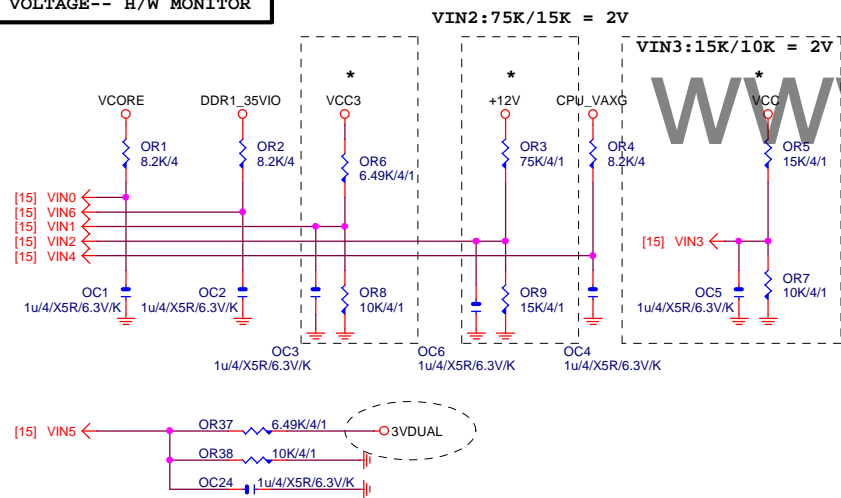 VOLTAGE-- H/W MONITOR
VIN2:75K/15K = 2V
VIN3:15K/10K = 2V
* * *
VCORE DDR1_35VIO VCC3 +12V CPU_VAXG VCC
OR1 8.2K/4
OR2 8.2K/4
OR6 6.49K/4/1
OR3 75K/4/1
OR4 8.2K/4
OR5 15K/4/1
[15] VIN0
[15] VIN6
[15] VIN1
[15] VIN2
[15] VIN4
[15] VIN3
OC1 1u/4/X5R/6.3V/K
OC2 1u/4/X5R/6.3V/K
OR8 10K/4/1
OR9 15K/4/1
OC5 1u/4/X5R/6.3V/K
OR7 10K/4/1
OC3 1u/4/X5R/6.3V/K
OC6 1u/4/X5R/6.3V/K
OC4 1u/4/X5R/6.3V/K
[15] VIN5
OR37 6.49K/4/1 3VDUAL
OR38 10K/4/1
OC24 1u/4/X5R/6.3V/K